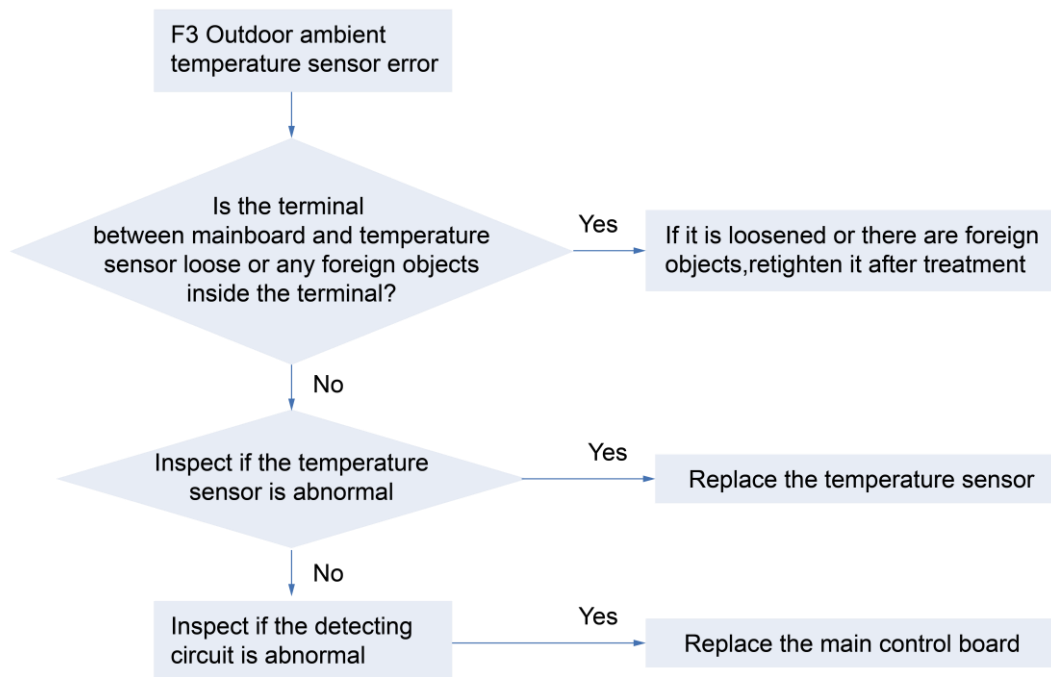 F3 Outdoor ambient
temperature sensor error
Is the terminal
between mainboard and temperature
sensor loose or any foreign objects
inside the terminal?
Yes
If it is loosened or there are foreign
objects,retighten it after treatment
No
Inspect if the temperature
sensor is abnormal
Yes
Replace the temperature sensor
No
Inspect if the detecting
circuit is abnormal
Yes
Replace the main control board